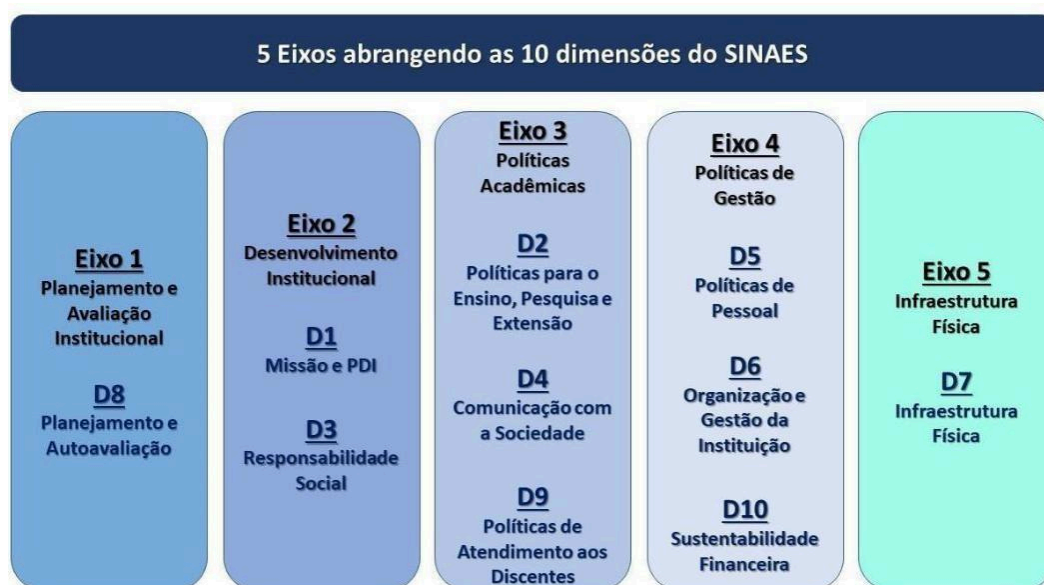 5 Eixos abrangendo as 10 dimensões do SINAES
Eixo 1
Planejamento e
Avaliação
Institucional
D8
Planejamento e
Autoavaliação
Eixo 2
Desenvolvimento
Institucional
D1
Missão e PDI
D3
Responsabilidade
Social
Eixo 3
Políticas
Acadêmicas
D2
Políticas para o
Ensino, Pesquisa e
Extensão
D4
Comunicação com
a Sociedade
D9
Políticas de
Atendimento aos
Discentes
Eixo 4
Políticas de
Gestão
D5
Políticas de
Pessoal
D6
Organização e
Gestão da
Instituição
D10
Sustentabilidade
Financeira
Eixo 5
Infraestrutura
Física
D7
Infraestrutura
Física